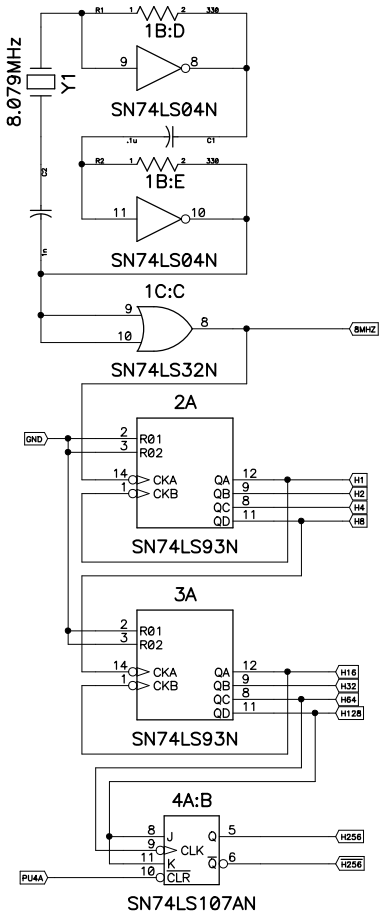 R1 1 2 330
1B:D
9 8
SN74LS04N
8.079MHz
Y1
.1u C1
R2 1 2 330
1B:E
C2
11 10
SN74LS04N
1n
1C:C
9
10
8
8MHZ
SN74LS32N
2A
GND
2 R01
3 R02
14 CKA QA 12 H1
1 CKB QB 9 H2
QC 8 H4
QD 11 H8
SN74LS93N
3A
2 R01
3 R02
14 CKA QA 12 H16
1 CKB QB 9 H32
QC 8 H64
QD 11 H128
SN74LS93N
4A:B
8 J Q 5 H256
9 CLK
11 K Q 6 H256
PU4A 10 CLR
SN74LS107AN